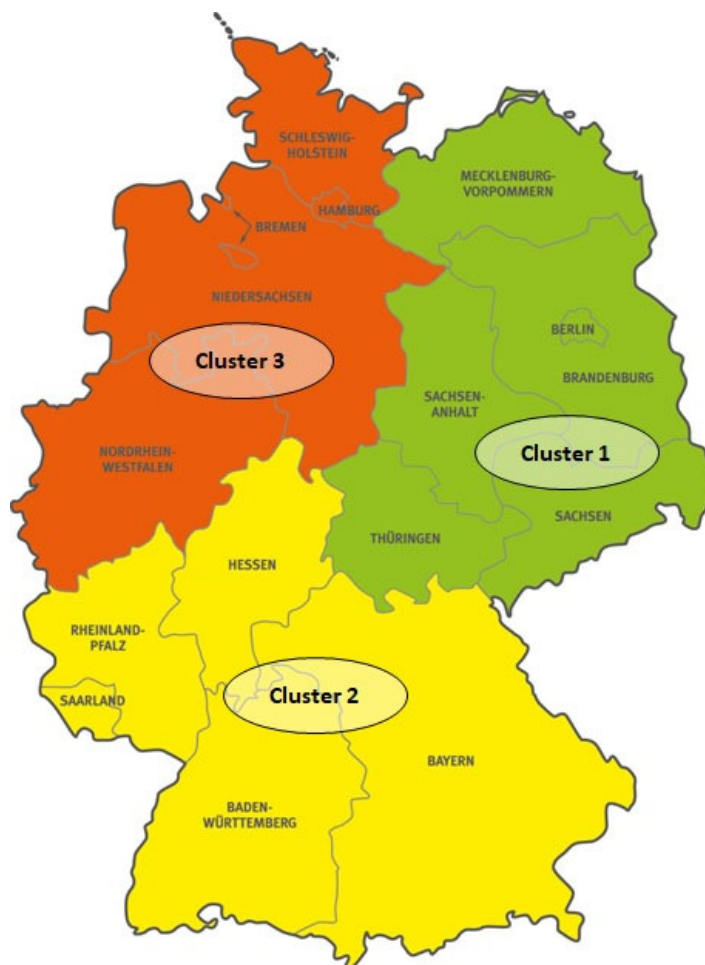 SCHLESWIG-
HOLSTEIN
MECKLENBURG-
VORPOMMERN
HAMBURG
BREMEN
NIEDERSACHSEN
BERLIN
Cluster 3
BRANDENBURG
SACHSEN-
ANHALT
NORDRHEIN-
WESTFALEN
Cluster 1
SACHSEN
THÜRINGEN
HESSEN
RHEINLAND-
PFALZ
SAARLAND
Cluster 2
BAYERN
BADEN-
WÜRTTEMBERG